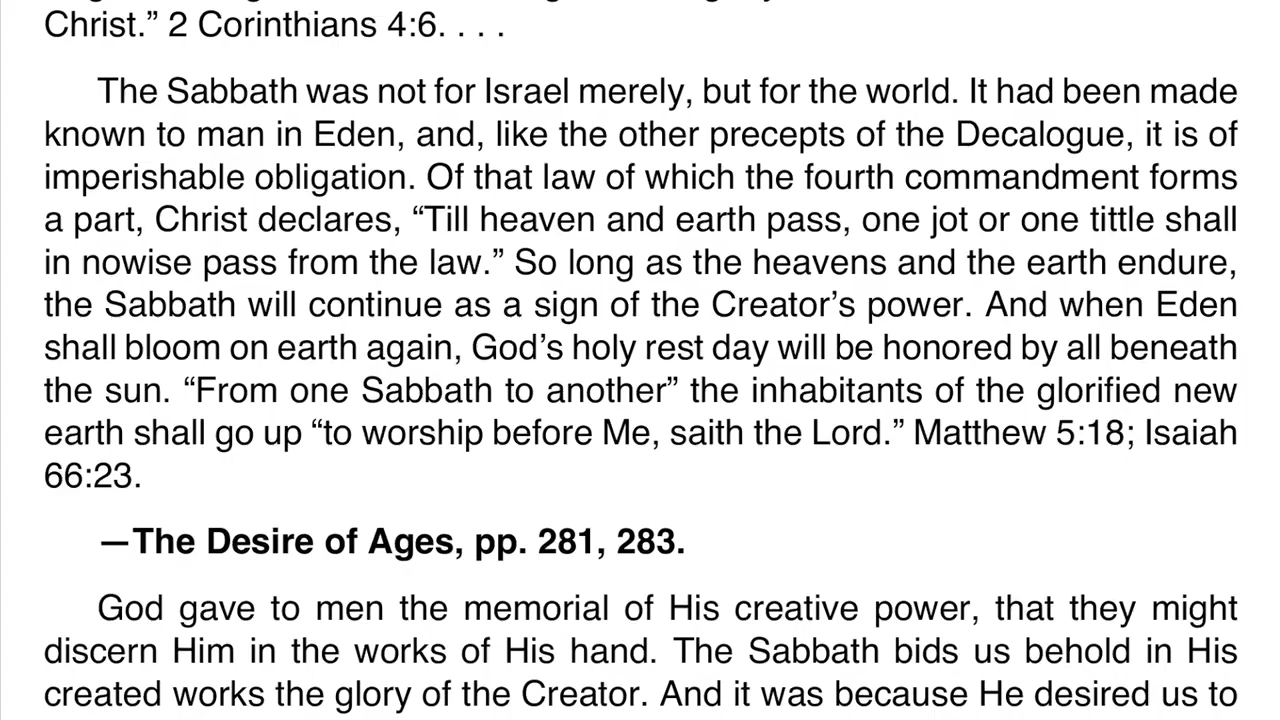 Christ.” 2 Corinthians 4:6. . . .
The Sabbath was not for Israel merely, but for the world. It had been made
known to man in Eden, and, like the other precepts of the Decalogue, it is of
imperishable obligation. Of that law of which the fourth commandment forms
a part, Christ declares, “Till heaven and earth pass, one jot or one tittle shall
in nowise pass from the law.” So long as the heavens and the earth endure,
the Sabbath will continue as a sign of the Creator’s power. And when Eden
shall bloom on earth again, God’s holy rest day will be honored by all beneath
the sun. “From one Sabbath to another” the inhabitants of the glorified new
earth shall go up “to worship before Me, saith the Lord.” Matthew 5:18; Isaiah
66:23.
—The Desire of Ages, pp. 281, 283.
God gave to men the memorial of His creative power, that they might
discern Him in the works of His hand. The Sabbath bids us behold in His
created works the glory of the Creator. And it was because He desired us to